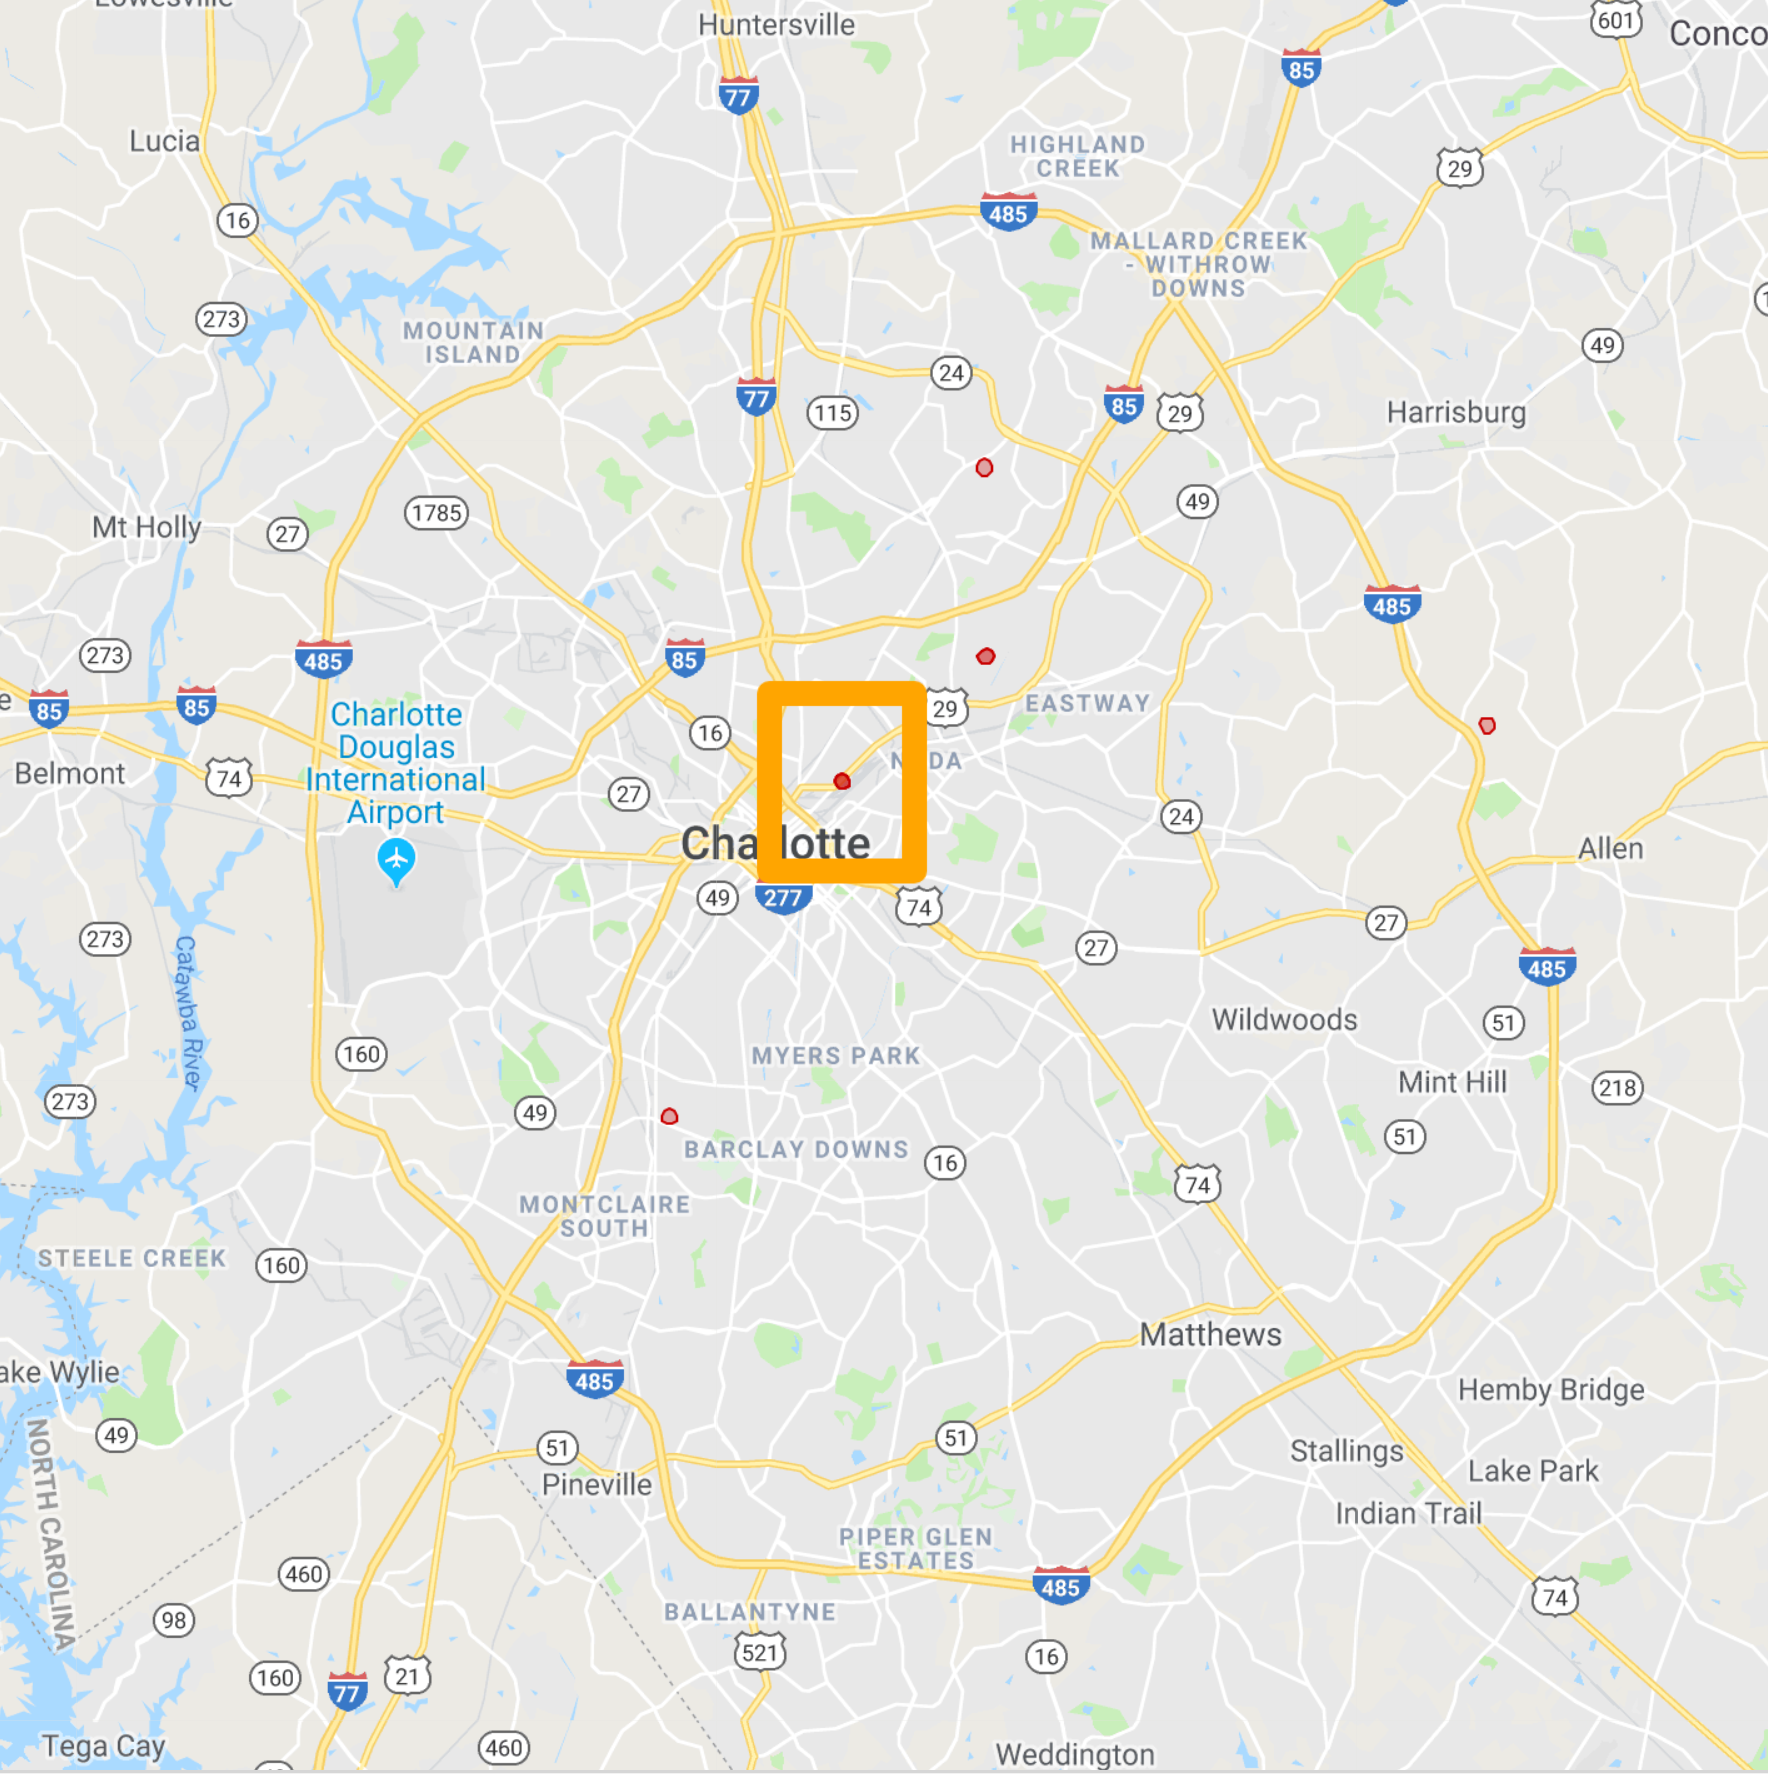 Lowesville
Huntersville
601
Conco
85
77
Lucia
HIGHLAND
CREEK
29
16
485
MALLARD CREEK
- WITHROW
DOWNS
273
MOUNTAIN
ISLAND
49
24
77
115
85
29
Harrisburg
1785
49
Mt Holly
27
485
273
485
85
85
85
29
EASTWAY
Charlotte
Douglas
International
Airport
16
Belmont
74
27
24
Charlotte
Allen
49
277
74
27
27
273
485
Catawba River
Wildwoods
51
160
MYERS PARK
Mint Hill
218
273
49
51
BARCLAY DOWNS
16
74
MONTCLAIRE
SOUTH
STEELE CREEK
160
Matthews
ake Wylie
485
Hemby Bridge
49
51
51
Stallings
Pineville
Lake Park
Indian Trail
NORTH CAROLINA
PIPER GLEN
ESTATES
460
485
74
98
BALLANTYNE
521
16
160
21
77
Tega Cay
460
Weddington